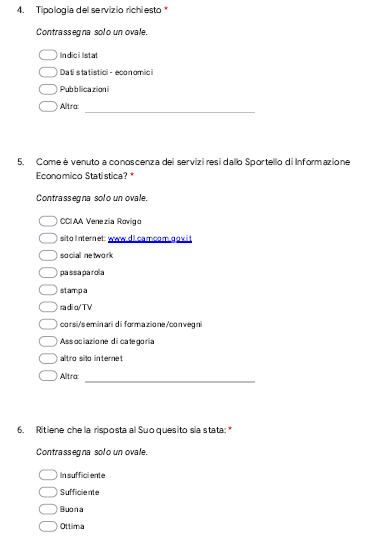 4. Tipologia del servizio richiesto *
Contrassegna solo un ovale.
Indici Istat
Dati statistici - economici
Pubblicazioni
Altro:
5. Come è venuto a conoscenza dei servizi resi dallo Sportello di Informazione
Economico Statistica? *
Contrassegna solo un ovale.
CCIAA Venezia Rovigo
sito Internet: www.dl.camcom.gov.it
social network
passaparola
stampa
radio/TV
corsi/seminari di formazione/convegni
Associazione di categoria
altro sito internet
Altro:
6. Ritiene che la risposta al Suo quesito sia stata: *
Contrassegna solo un ovale.
Insufficiente
Sufficiente
Buona
Ottima